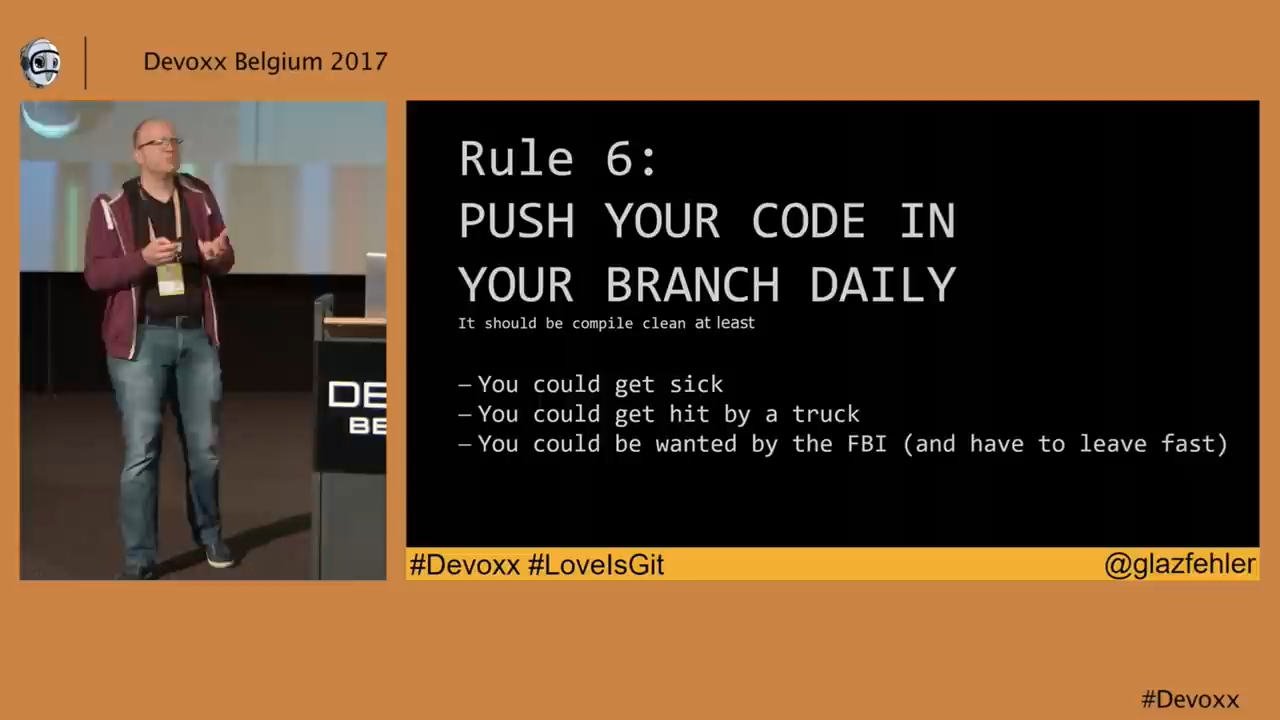 Devoxx Belgium 2017
Rule 6:
PUSH YOUR CODE IN
YOUR BRANCH DAILY
It should be compile clean at least
– You could get sick
– You could get hit by a truck
– You could be wanted by the FBI (and have to leave fast)
DE
BE
#Devoxx #LoveIsGit
@glazfehler
#Devoxx